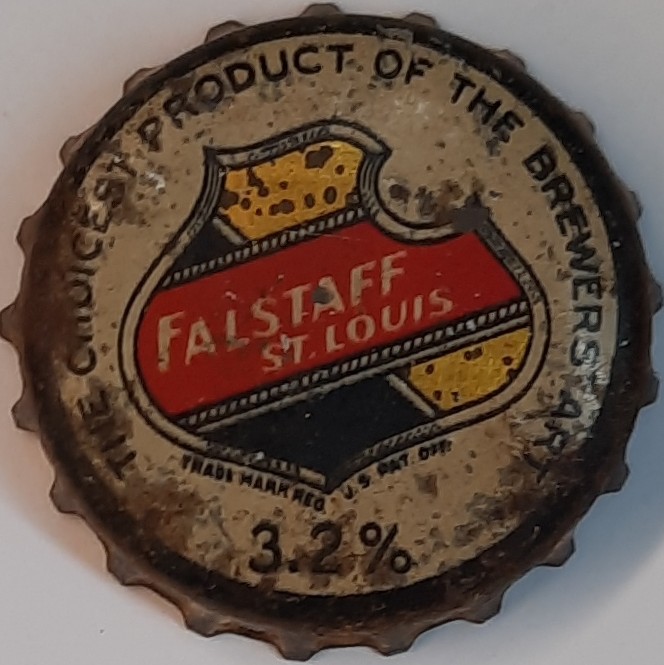 THE CHOICEST PRODUCT OF THE BREWERS' ART
FALSTAFF
ST. LOUIS
TRADE MARK REG. U.S. PAT. OFF.
3.2%